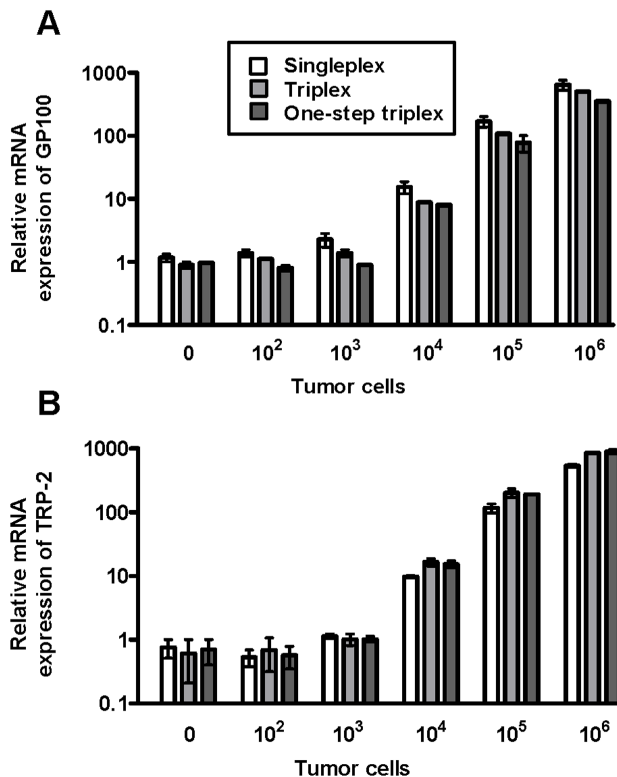 A
Singleplex
Triplex
One-step triplex
Relative mRNA
expression of GP100
1000
100
10
1
0.1
0 10² 10³ 10⁴ 10⁵ 10⁶
Tumor cells
B
Relative mRNA
expression of TRP-2
1000
100
10
1
0.1
0 10² 10³ 10⁴ 10⁵ 10⁶
Tumor cells